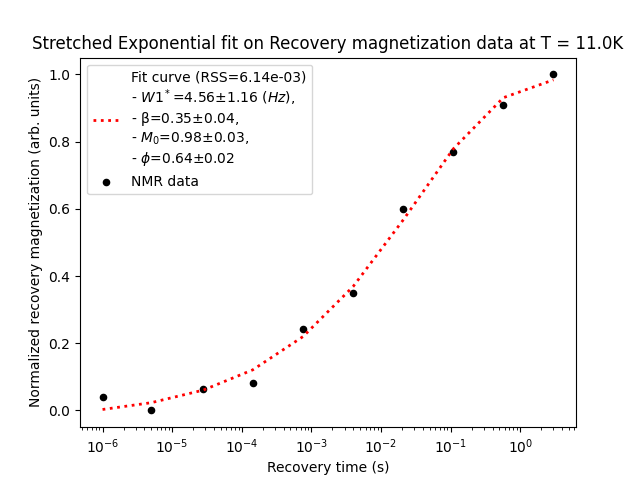 Stretched Exponential fit on Recovery magnetization data at T = 11.0K
Fit curve (RSS=6.14e-03)
- W1*=4.56±1.16 (Hz),
- β=0.35±0.04,
- M₀=0.98±0.03,
- ϕ=0.64±0.02
NMR data
Normalized recovery magnetization (arb. units)
1.0
0.8
0.6
0.4
0.2
0.0
10⁻⁶ 10⁻⁵ 10⁻⁴ 10⁻³ 10⁻² 10⁻¹ 10⁰
Recovery time (s)